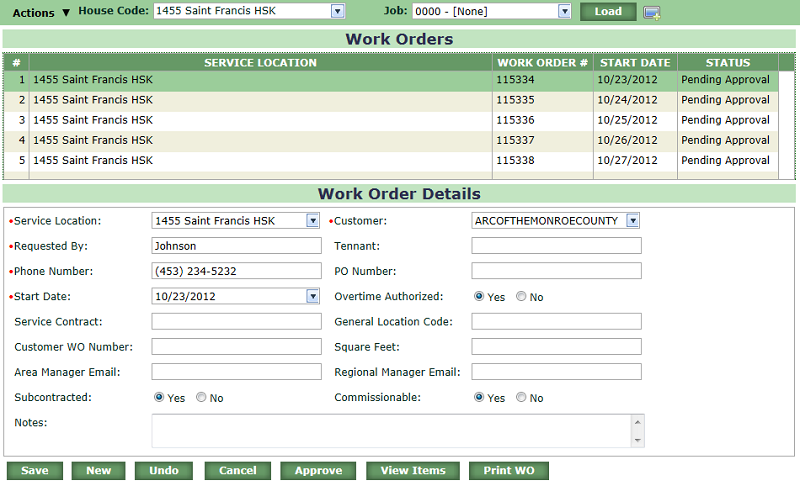 Actions ▼ House Code: 1455 Saint Francis HSK Job: 0000 - [None] Load
Work Orders
# SERVICE LOCATION WORK ORDER # START DATE STATUS
1 1455 Saint Francis HSK 115334 10/23/2012 Pending Approval
2 1455 Saint Francis HSK 115335 10/24/2012 Pending Approval
3 1455 Saint Francis HSK 115336 10/25/2012 Pending Approval
4 1455 Saint Francis HSK 115337 10/26/2012 Pending Approval
5 1455 Saint Francis HSK 115338 10/27/2012 Pending Approval
Work Order Details
•Service Location: 1455 Saint Francis HSK •Customer: ARCOFTHEMONROECOUNTY
•Requested By: Johnson Tennant:
•Phone Number: (453) 234-5232 PO Number:
•Start Date: 10/23/2012 Overtime Authorized: Yes No
Service Contract: General Location Code:
Customer WO Number: Square Feet:
Area Manager Email: Regional Manager Email:
Subcontracted: Yes No Commissionable: Yes No
Notes:
Save New Undo Cancel Approve View Items Print WO